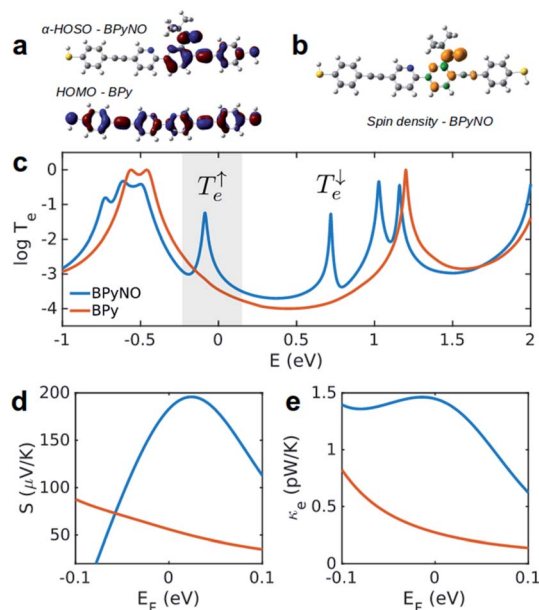 a
α-HOSO - BPyNO
HOMO - BPy
b
Spin density - BPyNO
c
log Tₑ
0
-1
-2
-3
-4
Tₑ↑
Tₑ↓
BPyNO
BPy
-1
-0.5
0
0.5
1
1.5
2
E (eV)
d
S (μV/K)
200
150
100
50
-0.1
0
0.1
E_F (eV)
e
κₑ (pW/K)
1.5
1
0.5
0
-0.1
0
0.1
E_F (eV)